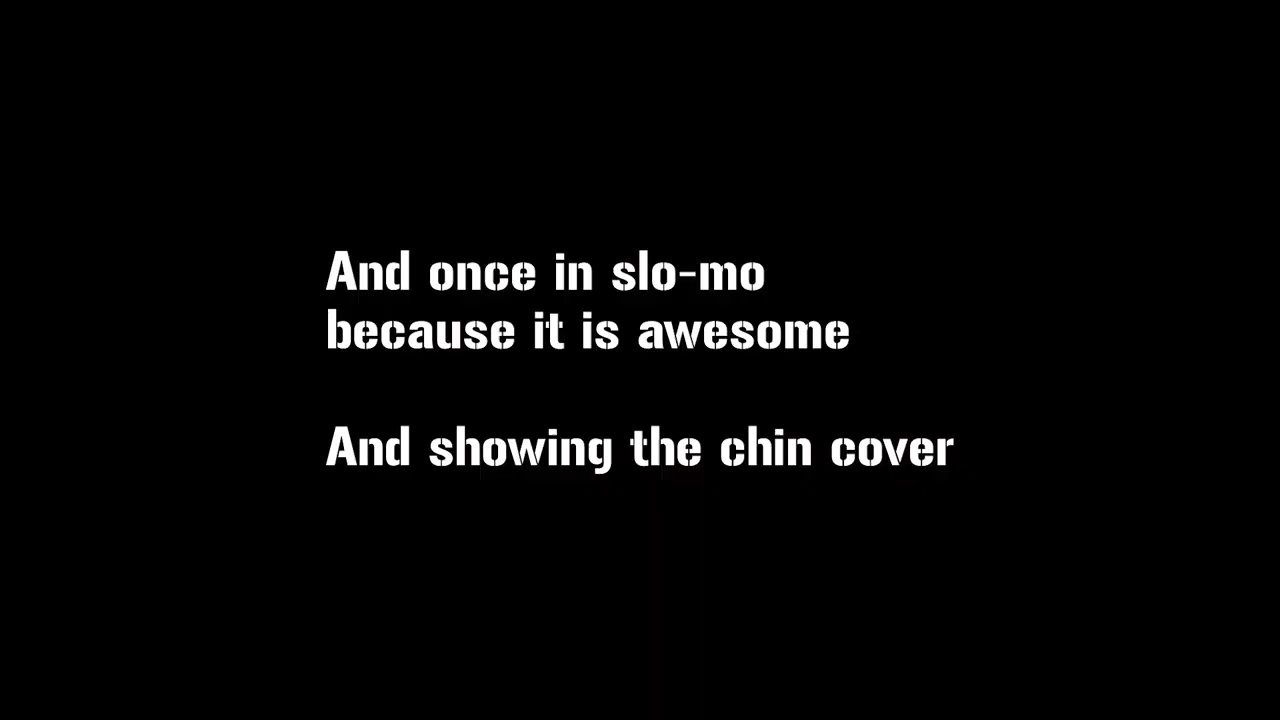 And once in slo-mo
because it is awesome
And showing the chin cover